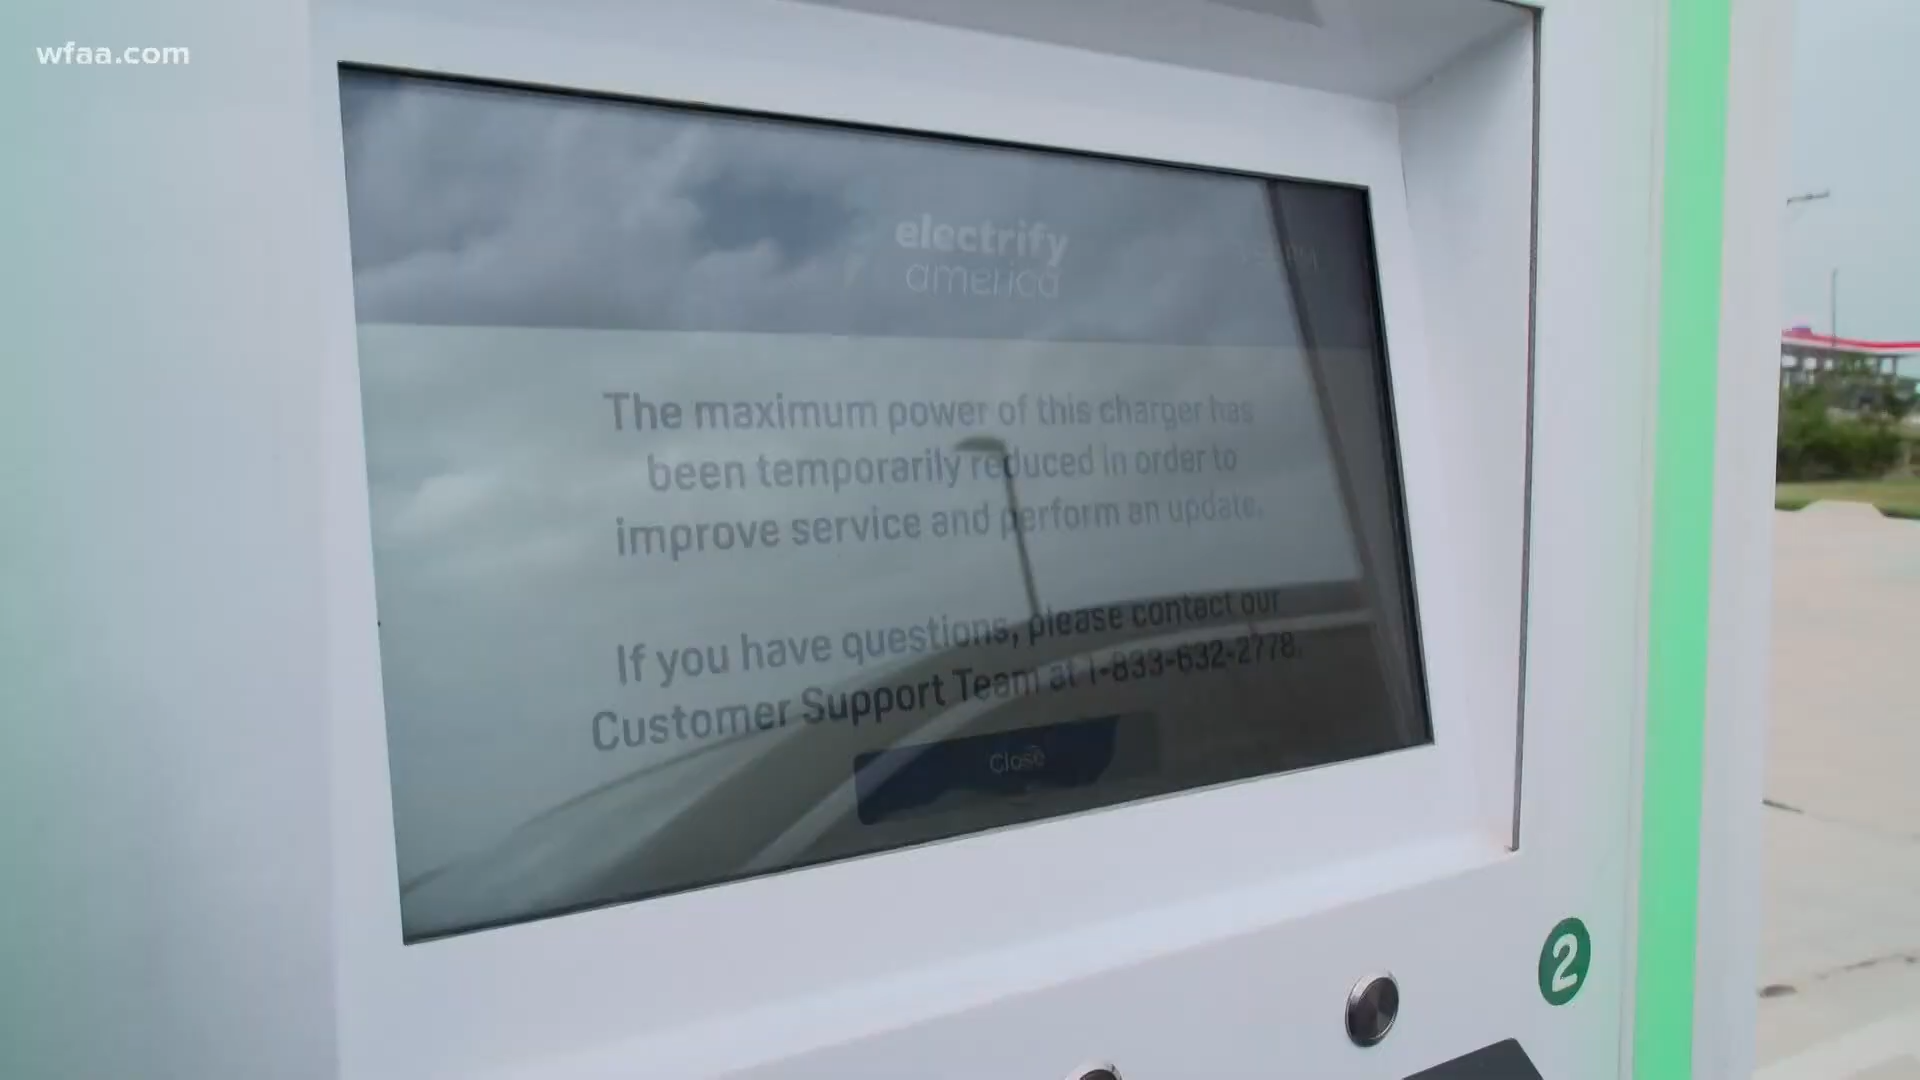 wfaa.com
electrify
america
PM
The maximum power of this charger has
been temporarily reduced in order to
improve service and perform an update.
If you have questions, please contact our
Customer Support Team at 1-833-632-2778.
Close
2